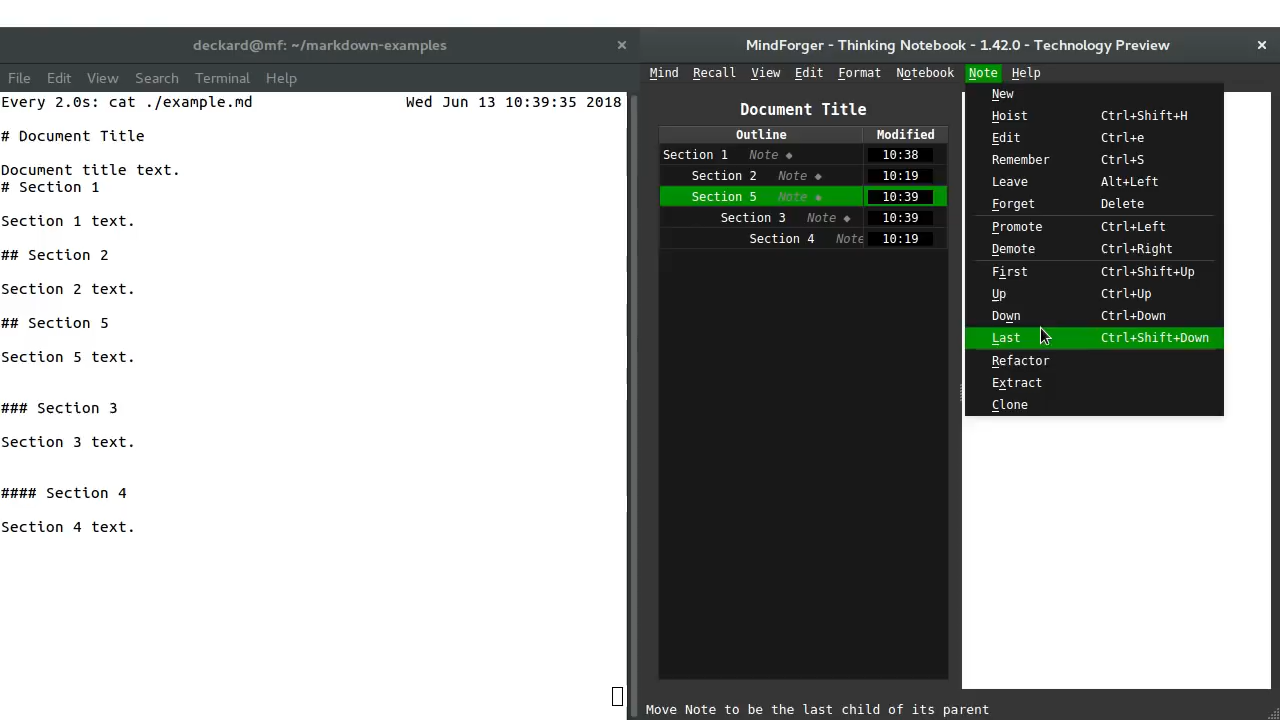 deckard@mf: ~/markdown-examples ×
File Edit View Search Terminal Help
Every 2.0s: cat ./example.md Wed Jun 13 10:39:35 2018
# Document Title
Document title text.
# Section 1
Section 1 text.
## Section 2
Section 2 text.
## Section 5
Section 5 text.
### Section 3
Section 3 text.
#### Section 4
Section 4 text.
MindForger - Thinking Notebook - 1.42.0 - Technology Preview ×
Mind Recall View Edit Format Notebook Note Help
Document Title
Outline Modified
Section 1 Note ◆ 10:38
Section 2 Note ◆ 10:19
Section 5 Note ◆ 10:39
Section 3 Note ◆ 10:39
Section 4 Note 10:19
New
Hoist Ctrl+Shift+H
Edit Ctrl+e
Remember Ctrl+S
Leave Alt+Left
Forget Delete
Promote Ctrl+Left
Demote Ctrl+Right
First Ctrl+Shift+Up
Up Ctrl+Up
Down Ctrl+Down
Last Ctrl+Shift+Down
Refactor
Extract
Clone
Move Note to be the last child of its parent